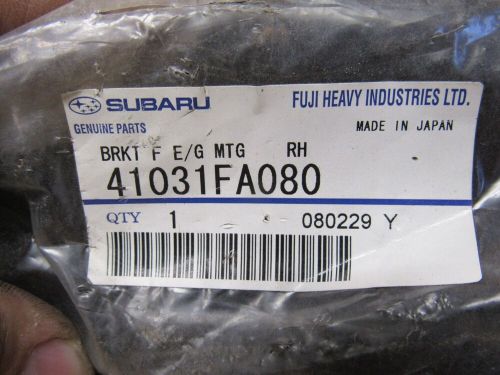 SUBARU FUJI HEAVY INDUSTRIES LTD.
GENUINE PARTS MADE IN JAPAN
BRKT F E/G MTG RH
41031FA080
QTY 1 080229 Y